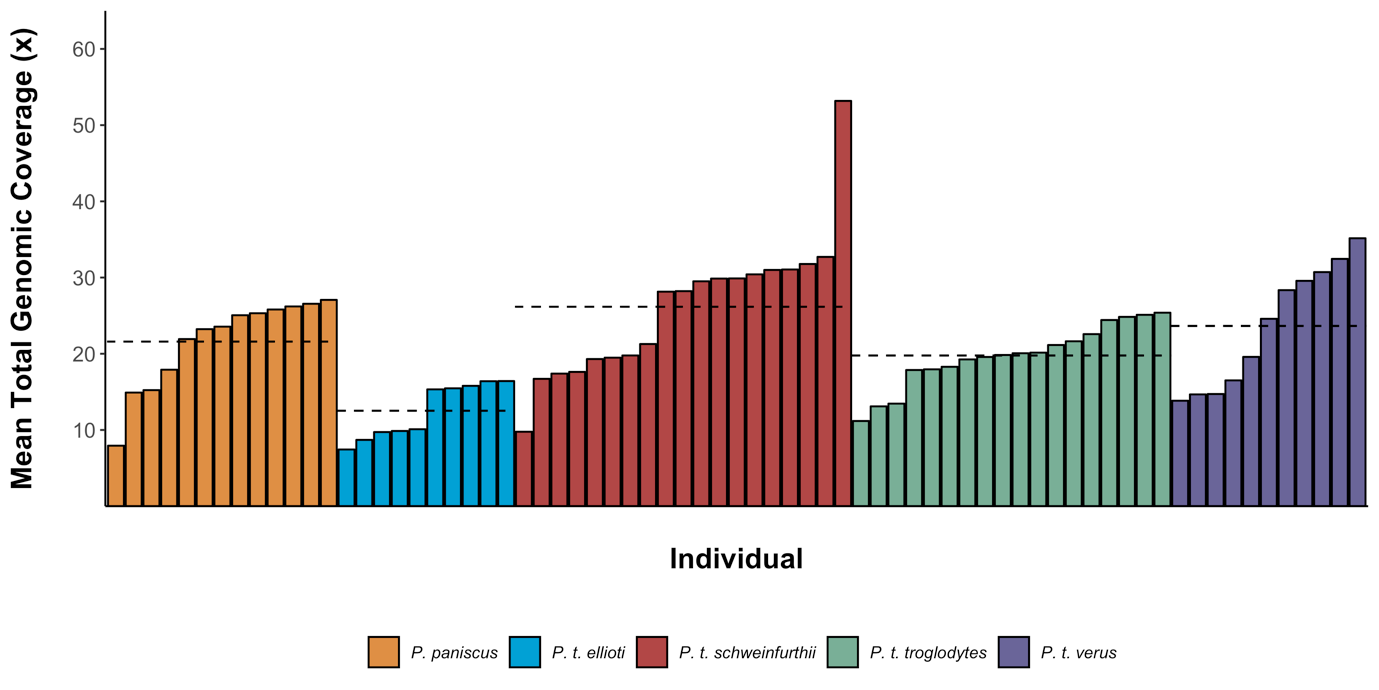 Mean Total Genomic Coverage (x)
60
50
40
30
20
10
Individual
P. paniscus P. t. ellioti P. t. schweinfurthii P. t. troglodytes P. t. verus